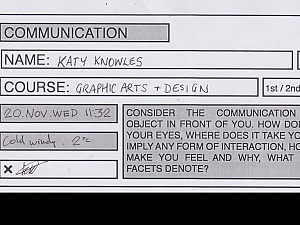 COMMUNICATION
NAME: KATY KNOWLES
COURSE: GRAPHIC ARTS + DESIGN
1st / 2nd
20.NOV.WED 11:32
Cold windy. 2°c
CONSIDER THE COMMUNICATION
OBJECT IN FRONT OF YOU. HOW DOE
YOUR EYES, WHERE DOES IT TAKE YO
IMPLY ANY FORM OF INTERACTION, HO
MAKE YOU FEEL AND WHY, WHAT
FACETS DENOTE?
x